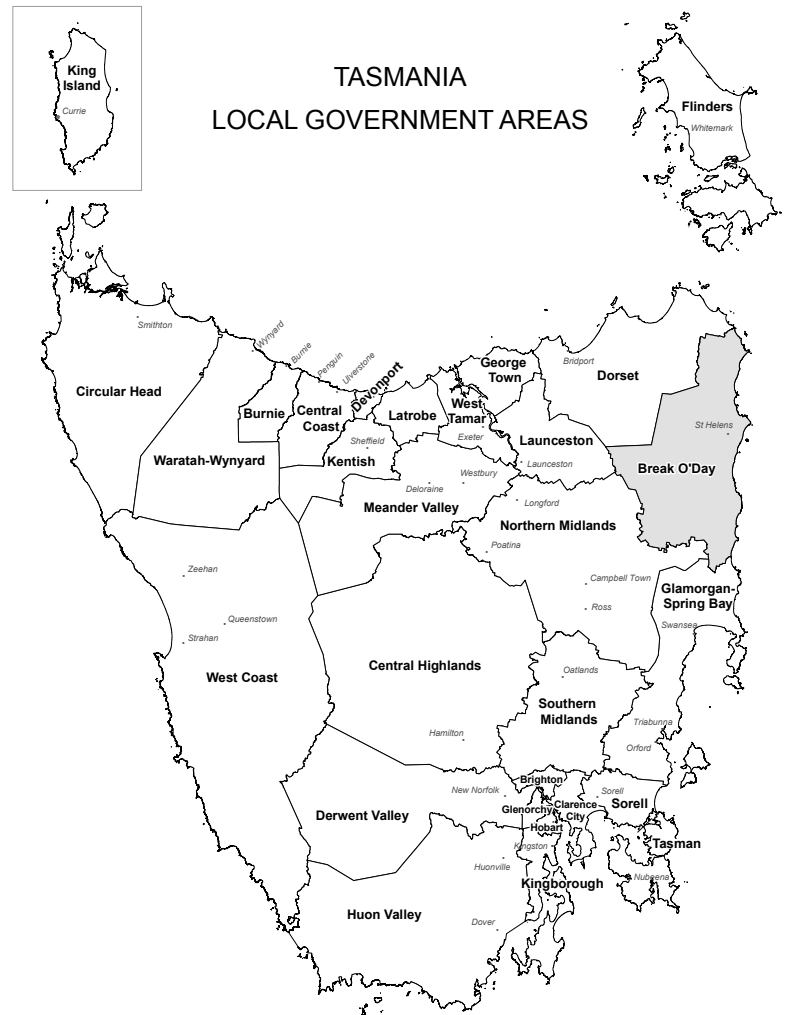 TASMANIA
LOCAL GOVERNMENT AREAS
King
Island
Currie
Flinders
Whitemark
Smithton
Wynyard
Burnie
Penguin
Ulverstone
Devonport
George
Town
Bridport
Dorset
Circular Head
Burnie
Central
Coast
Latrobe
West
Tamar
Exeter
Launceston
Launceston
St Helens
Break O'Day
Waratah-Wynyard
Sheffield
Kentish
Deloraine
Westbury
Meander Valley
Longford
Northern Midlands
Poatina
Campbell Town
Ross
Glamorgan-
Spring Bay
Swansea
Zeehan
Queenstown
Strahan
West Coast
Central Highlands
Hamilton
Oatlands
Southern
Midlands
Triabunna
Orford
Brighton
New Norfolk
Glenorchy
Clarence
City
Sorell
Sorell
Hobart
Derwent Valley
Tasman
Kingston
Huonville
Kingborough
Nubeena
Huon Valley
Dover